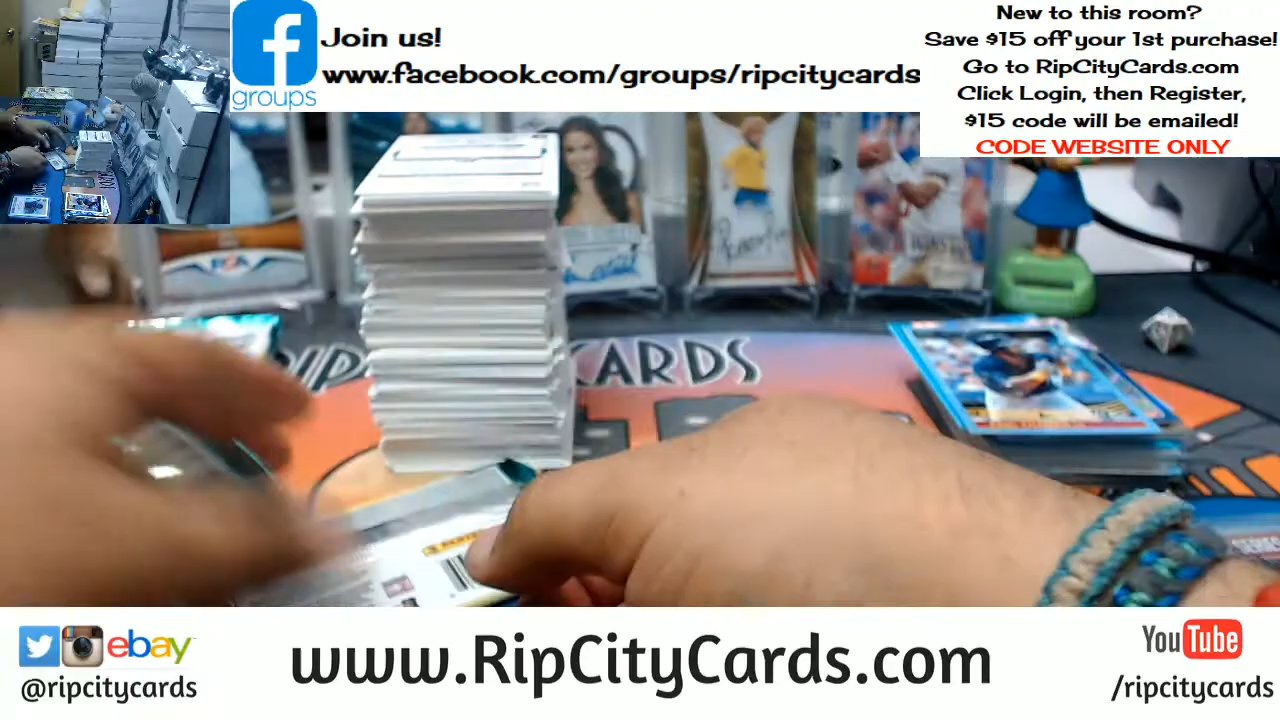 f
groups
Join us!
www.facebook.com/groups/ripcitycards
New to this room?
Save $15 off your 1st purchase!
Go to RipCityCards.com
Click Login, then Register,
$15 code will be emailed!
CODE WEBSITE ONLY
RIP
CARDS
ebay
@ripcitycards
www.RipCityCards.com
YouTube
/ripcitycards